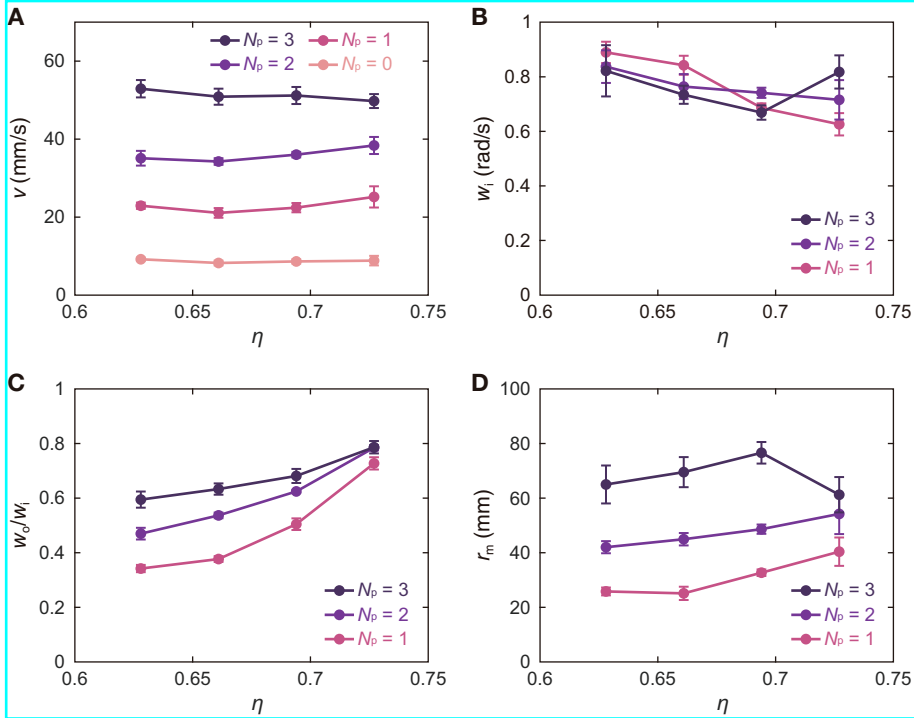 A
Np = 3
Np = 1
Np = 2
Np = 0
60
40
20
0
v (mm/s)
0.6
0.65
0.7
0.75
η
B
1
0.8
0.6
0.4
0.2
0
wi (rad/s)
Np = 3
Np = 2
Np = 1
0.6
0.65
0.7
0.75
η
C
1
0.8
0.6
0.4
0.2
0
wo/wi
Np = 3
Np = 2
Np = 1
0.6
0.65
0.7
0.75
η
D
100
80
60
40
20
0
rm (mm)
Np = 3
Np = 2
Np = 1
0.6
0.65
0.7
0.75
η